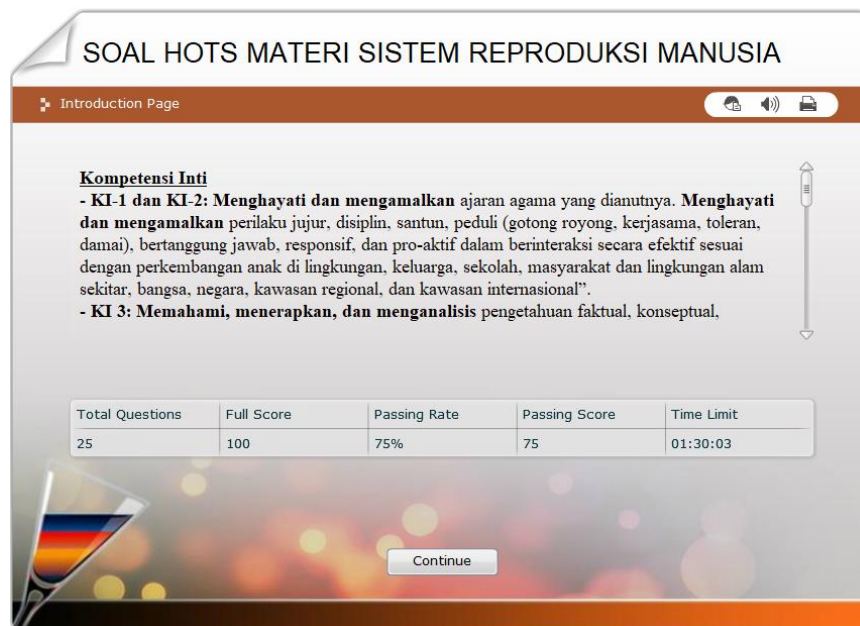 SOAL HOTS MATERI SISTEM REPRODUKSI MANUSIA
Introduction Page
Kompetensi Inti
- KI-1 dan KI-2: Menghayati dan mengamalkan ajaran agama yang dianutnya. Menghayati
dan mengamalkan perilaku jujur, disiplin, santun, peduli (gotong royong, kerjasama, toleran,
damai), bertanggung jawab, responsif, dan pro-aktif dalam berinteraksi secara efektif sesuai
dengan perkembangan anak di lingkungan, keluarga, sekolah, masyarakat dan lingkungan alam
sekitar, bangsa, negara, kawasan regional, dan kawasan internasional”.
- KI 3: Memahami, menerapkan, dan menganalisis pengetahuan faktual, konseptual,
Total Questions Full Score Passing Rate Passing Score Time Limit
25 100 75% 75 01:30:03
Continue